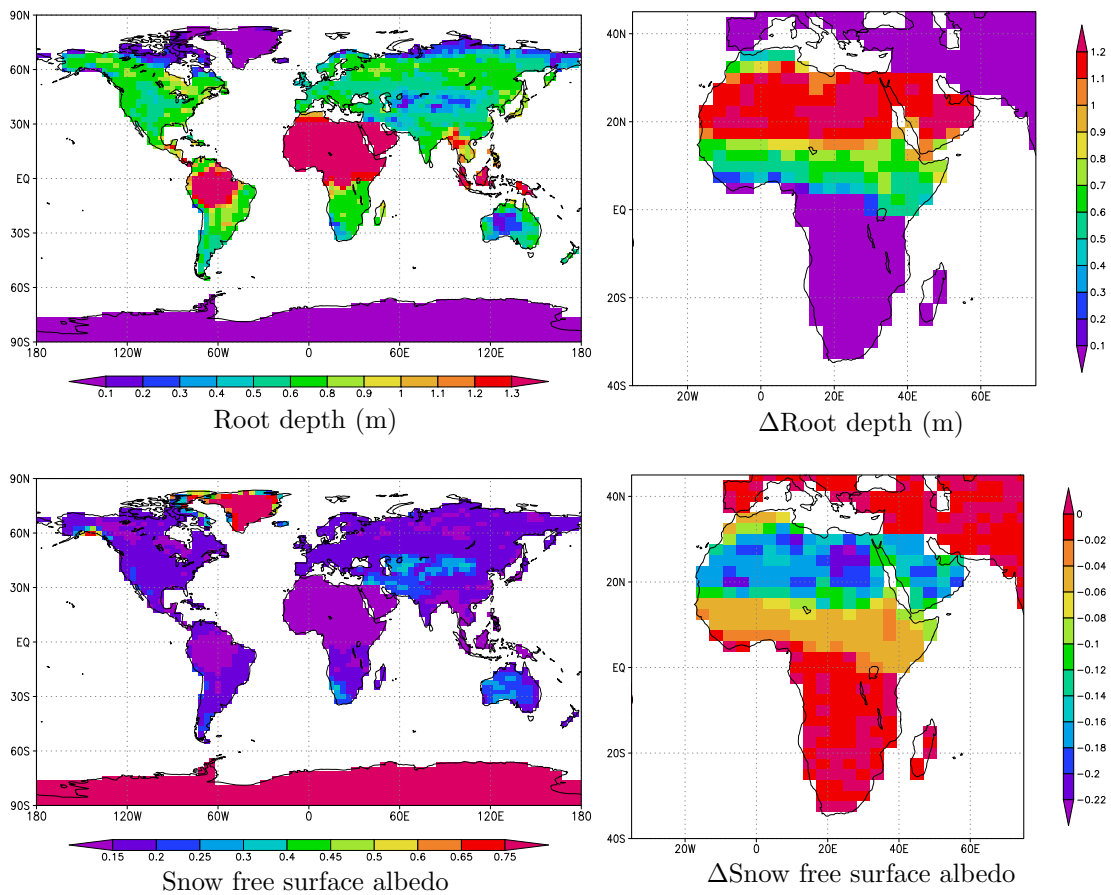 90N
60N
30N
EQ
30S
60S
90S
180 120W 60W 0 60E 120E 180
0.1 0.2 0.3 0.4 0.5 0.6 0.7 0.8 0.9 1 1.2 1.3
Root depth (m)
40N
20N
EQ
20S
40S
20W 0 20E 40E 60E
1.2
1.1
1
0.9
0.8
0.7
0.6
0.5
0.4
0.3
0.2
0.1
ΔRoot depth (m)
90N
60N
30N
EQ
30S
60S
90S
180 120W 60W 0 60E 120E 180
0.15 0.2 0.25 0.3 0.4 0.45 0.5 0.6 0.65 0.75
Snow free surface albedo
40N
20N
EQ
20S
40S
20W 0 20E 40E 60E
0
−0.02
−0.04
−0.06
−0.08
−0.1
−0.12
−0.14
−0.16
−0.18
−0.2
−0.22
ΔSnow free surface albedo